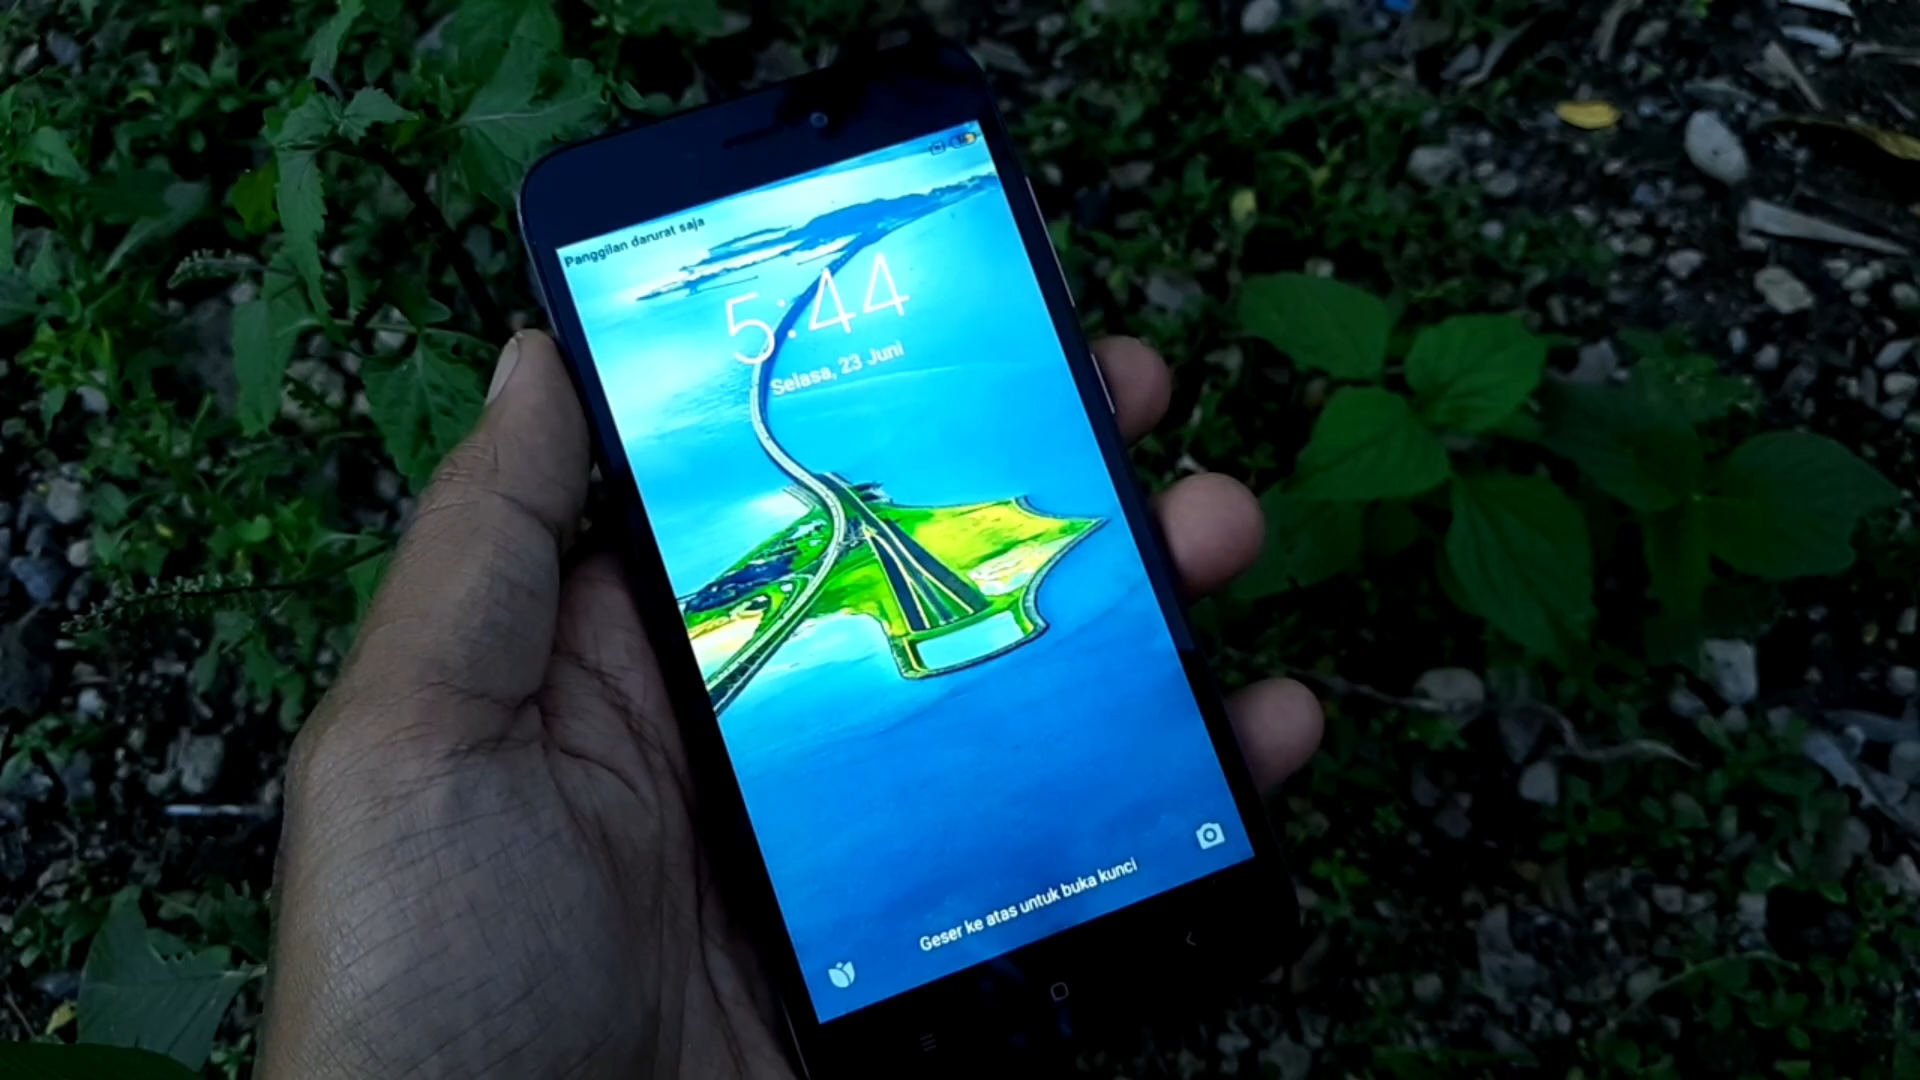 Panggilan darurat saja
5:44
Selasa, 23 Juni
Geser ke atas untuk buka kunci